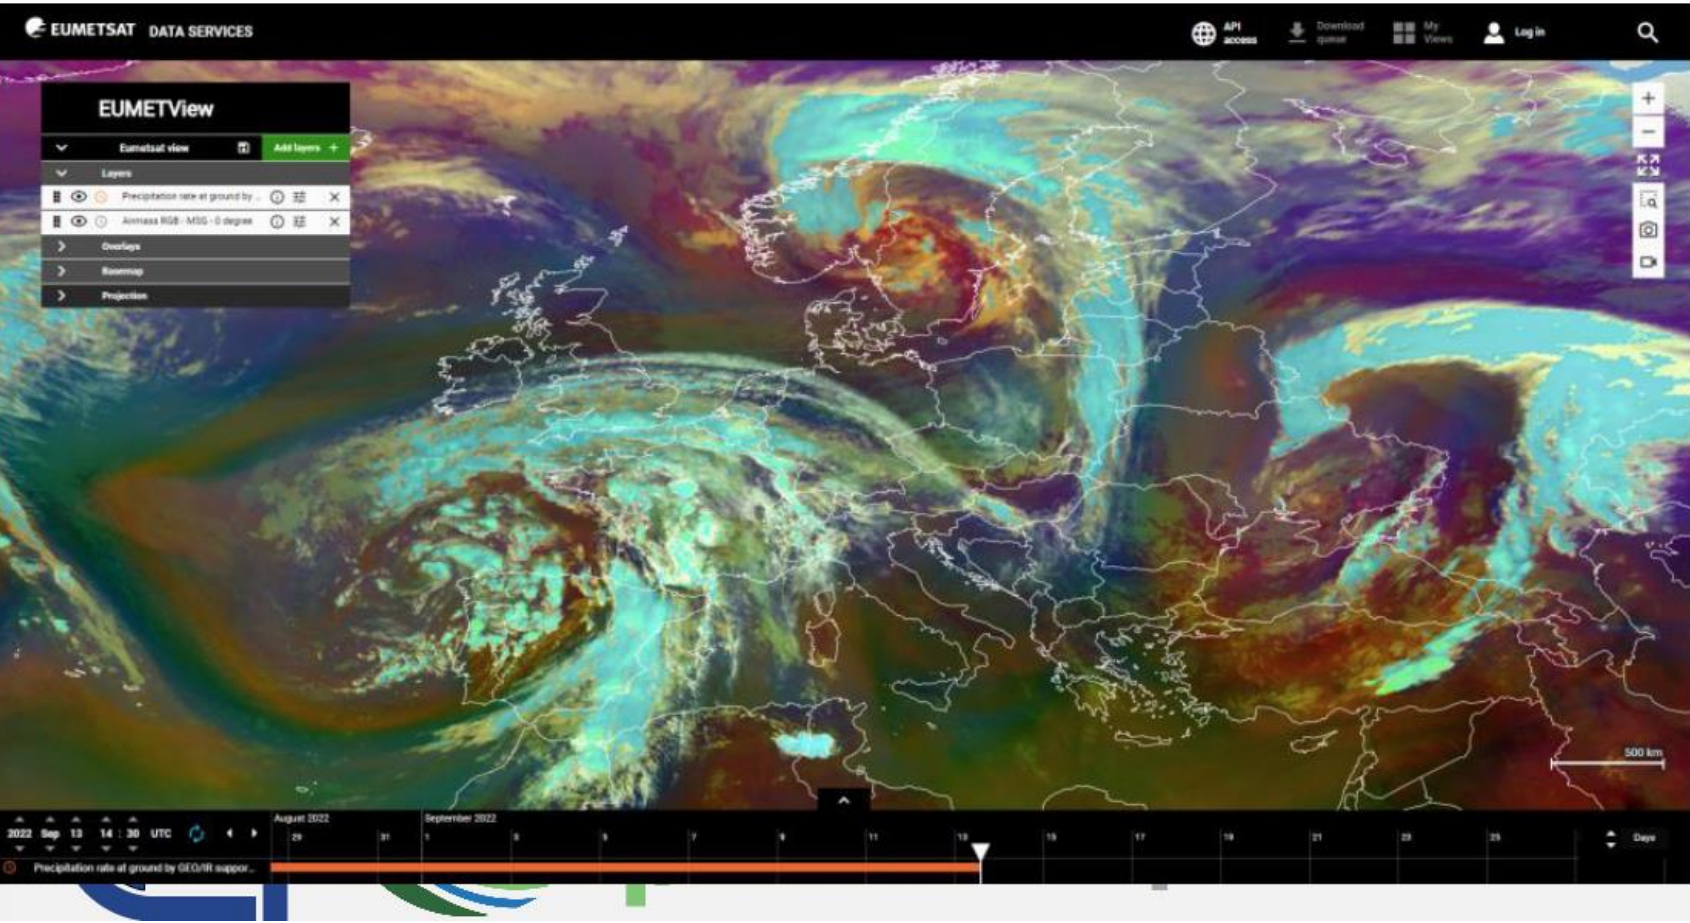 EUMETSAT DATA SERVICES
API access
Download queue
My Views
Log in
EUMETView
Eumetsat view
Add layers +
Layers
Precipitation rate at ground by ...
Airmass RGB - MSG - 0 degree
Overlays
Basemap
Projection
500 km
August 2022
September 2022
2022 Sep 13 14 : 30 UTC
29 31 1 3 5 7 9 11 13 15 17 19 21 23 25
Days
Precipitation rate at ground by GEO/IR suppor...